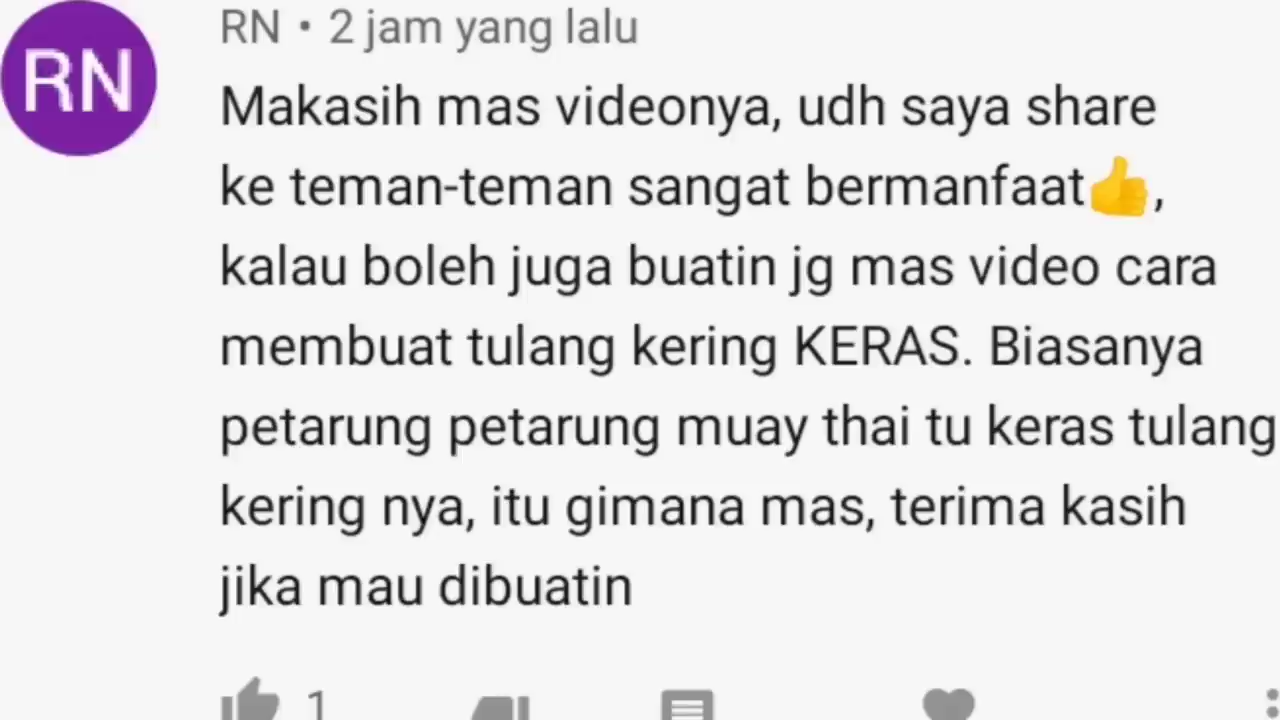 RN
RN • 2 jam yang lalu
Makasih mas videonya, udh saya share
ke teman-teman sangat bermanfaat👍,
kalau boleh juga buatin jg mas video cara
membuat tulang kering KERAS. Biasanya
petarung petarung muay thai tu keras tulang
kering nya, itu gimana mas, terima kasih
jika mau dibuatin
1